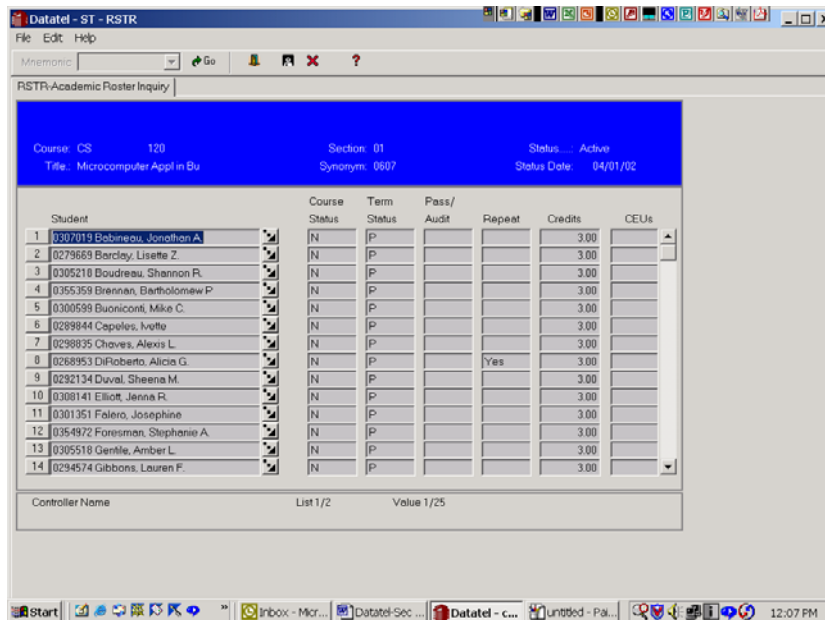 Datatel - ST - RSTR
File Edit Help
Mnemonic Go ?
RSTR-Academic Roster Inquiry
Course: CS 120 Section: 01 Status....: Active
Title.: Microcomputer Appl in Bu Synonym: 0607 Status Date: 04/01/02
Course Term Pass/
Student Status Status Audit Repeat Credits CEUs
1 0307019 Babineau, Jonathan A. N P 3.00
2 0279669 Barclay, Lisette Z. N P 3.00
3 0305218 Boudreau, Shannon R. N P 3.00
4 0355359 Brennan, Bartholomew P N P 3.00
5 0300599 Buoniconti, Mike C. N P 3.00
6 0289844 Capeles, Ivette N P 3.00
7 0298835 Chaves, Alexis L. N P 3.00
8 0268953 DiRoberto, Alicia G. N P Yes 3.00
9 0292134 Duval, Sheena M. N P 3.00
10 0308141 Elliott, Jenna R. N P 3.00
11 0301351 Falero, Josephine N P 3.00
12 0354972 Foresman, Stephanie A. N P 3.00
13 0305518 Gentile, Amber L. N P 3.00
14 0294574 Gibbons, Lauren F. N P 3.00
Controller Name List 1/2 Value 1/25
Start » Inbox - Micr... Datatel-Sec ... Datatel - c... untitled - Pai... 12:07 PM